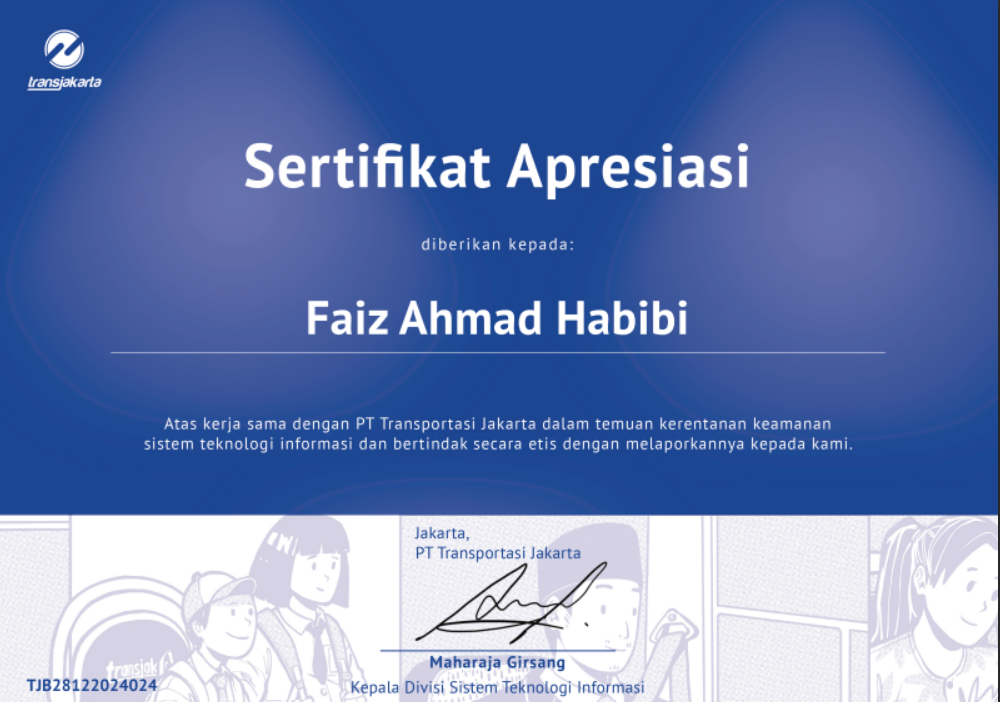 transjakarta
Sertifikat Apresiasi
diberikan kepada:
Faiz Ahmad Habibi
Atas kerja sama dengan PT Transportasi Jakarta dalam temuan kerentanan keamanan
sistem teknologi informasi dan bertindak secara etis dengan melaporkannya kepada kami.
Jakarta,
PT Transportasi Jakarta
transjak
Maharaja Girsang
Kepala Divisi Sistem Teknologi Informasi
TJB28122024024